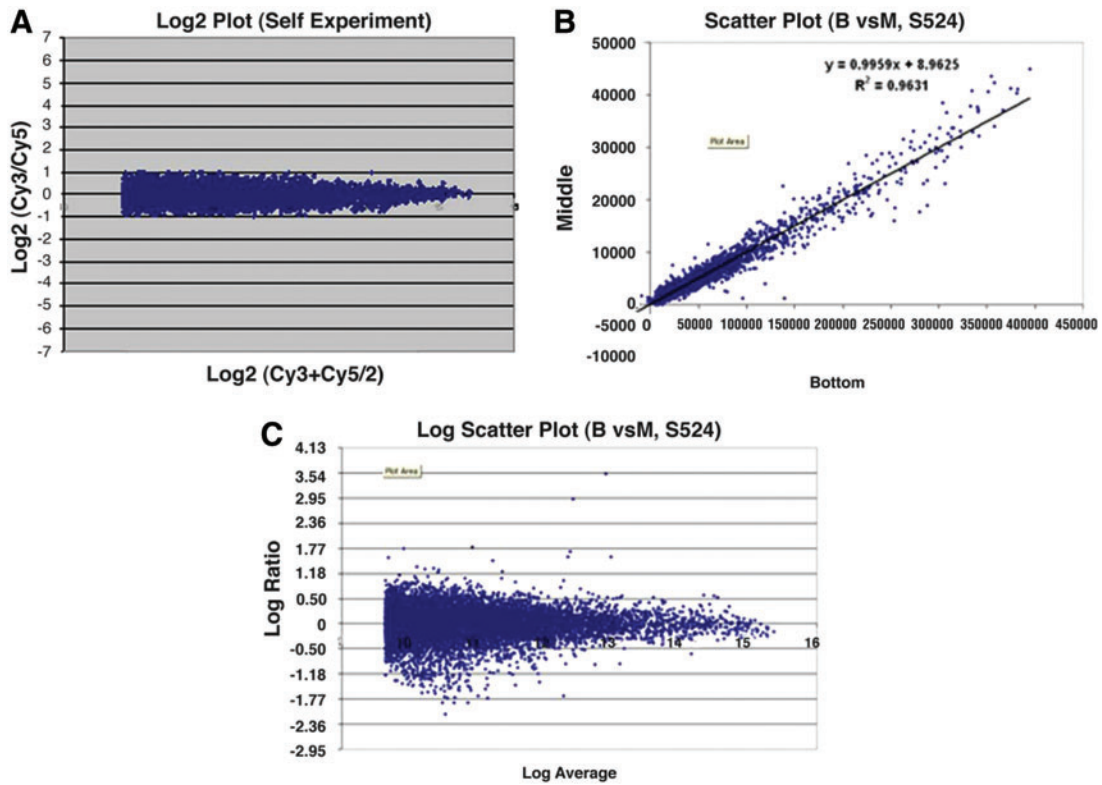 A
Log2 Plot (Self Experiment)
7
6
5
4
3
2
1
0
-1
-2
-3
-4
-5
-6
-7
Log2 (Cy3/Cy5)
Log2 (Cy3+Cy5/2)
B
Scatter Plot (B vsM, S524)
50000
40000
30000
20000
10000
0
-5000
-10000
Middle
y = 0.9959x + 8.9625
R² = 0.9631
Plot Area
0 50000 100000 150000 200000 250000 300000 350000 400000 450000
Bottom
C
Log Scatter Plot (B vsM, S524)
4.13
3.54
2.95
2.36
1.77
1.18
0.50
0
-0.50
-1.18
-1.77
-2.36
-2.95
Log Ratio
Plot Area
10 11 12 13 14 15 16
Log Average